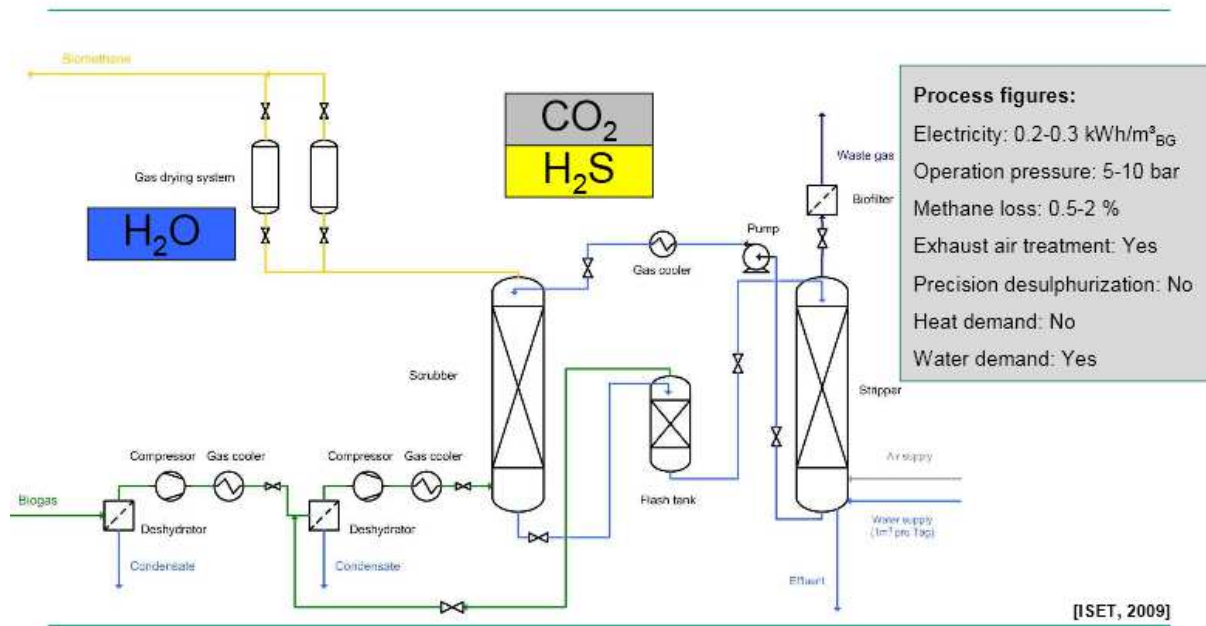 Biomethane
Gas drying system
H₂O
CO₂
H₂S
Waste gas
Biofilter
Pump
Gas cooler
Process figures:
Electricity: 0.2-0.3 kWh/m³BG
Operation pressure: 5-10 bar
Methane loss: 0.5-2 %
Exhaust air treatment: Yes
Precision desulphurization: No
Heat demand: No
Water demand: Yes
Scrubber
Stripper
Flash tank
Air supply
Water supply
(1m³ pro Tag)
Effluent
Compressor
Gas cooler
Compressor
Gas cooler
Biogas
Deshydrator
Deshydrator
Condensate
Condensate
[ISET, 2009]